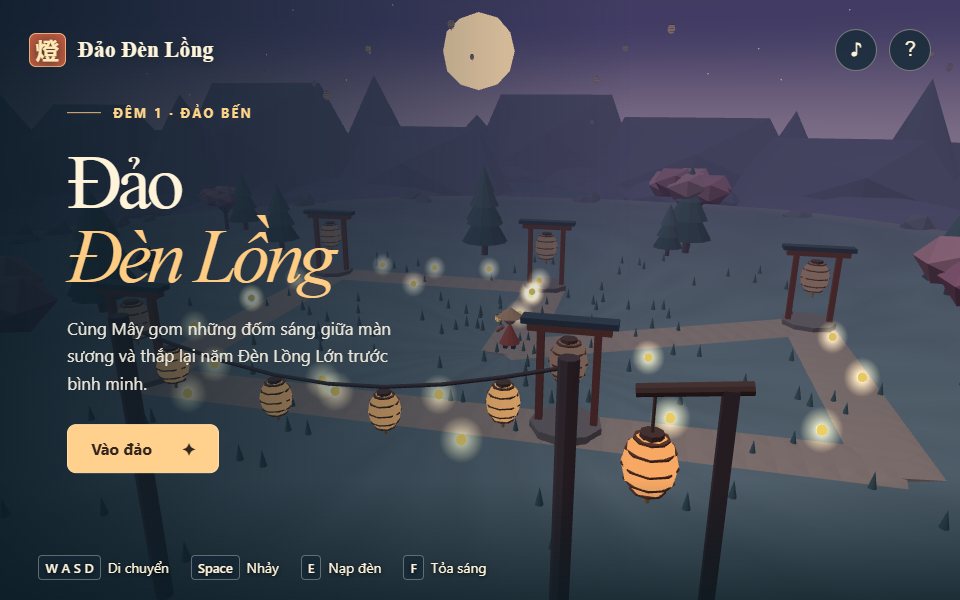 燈 Đảo Đèn Lồng
?
ĐÊM 1 · ĐẢO BẾN
Đảo
Đèn Lồng
Cùng Mây gom những đốm sáng giữa màn
sương và thắp lại năm Đèn Lồng Lớn trước
bình minh.
Vào đảo
W A S D Di chuyển Space Nhảy E Nạp đèn F Tỏa sáng